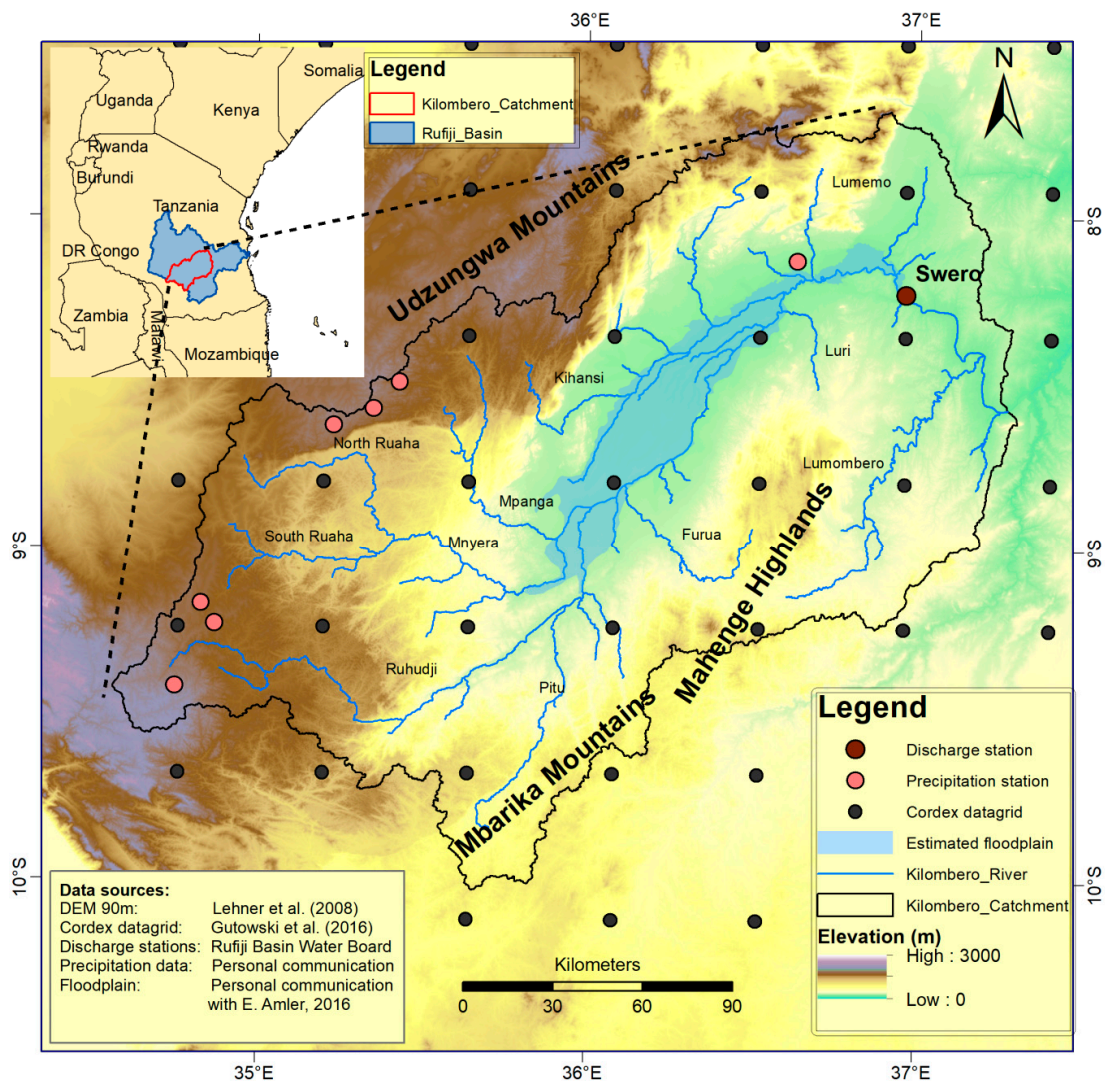 36°E
37°E
Somalia
Uganda
Kenya
Rwanda
Burundi
Tanzania
DR Congo
Zambia
Malawi
Mozambique
Legend
Kilombero_Catchment
Rufiji_Basin
N
8°S
8°S
9°S
9°S
10°S
10°S
Udzungwa Mountains
Lumemo
Swero
Luri
Kihansi
North Ruaha
Lumombero
Mpanga
South Ruaha
Mnyera
Furua
Mahenge Highlands
Ruhudji
Pitu
Mbarika Mountains
Legend
Discharge station
Precipitation station
Cordex datagrid
Estimated floodplain
Kilombero_River
Kilombero_Catchment
Elevation (m)
High : 3000
Low : 0
Data sources:
DEM 90m: Lehner et al. (2008)
Cordex datagrid: Gutowski et al. (2016)
Discharge stations: Rufiji Basin Water Board
Precipitation data: Personal communication
Floodplain: Personal communication
with E. Amler, 2016
Kilometers
0 30 60 90
35°E
36°E
37°E